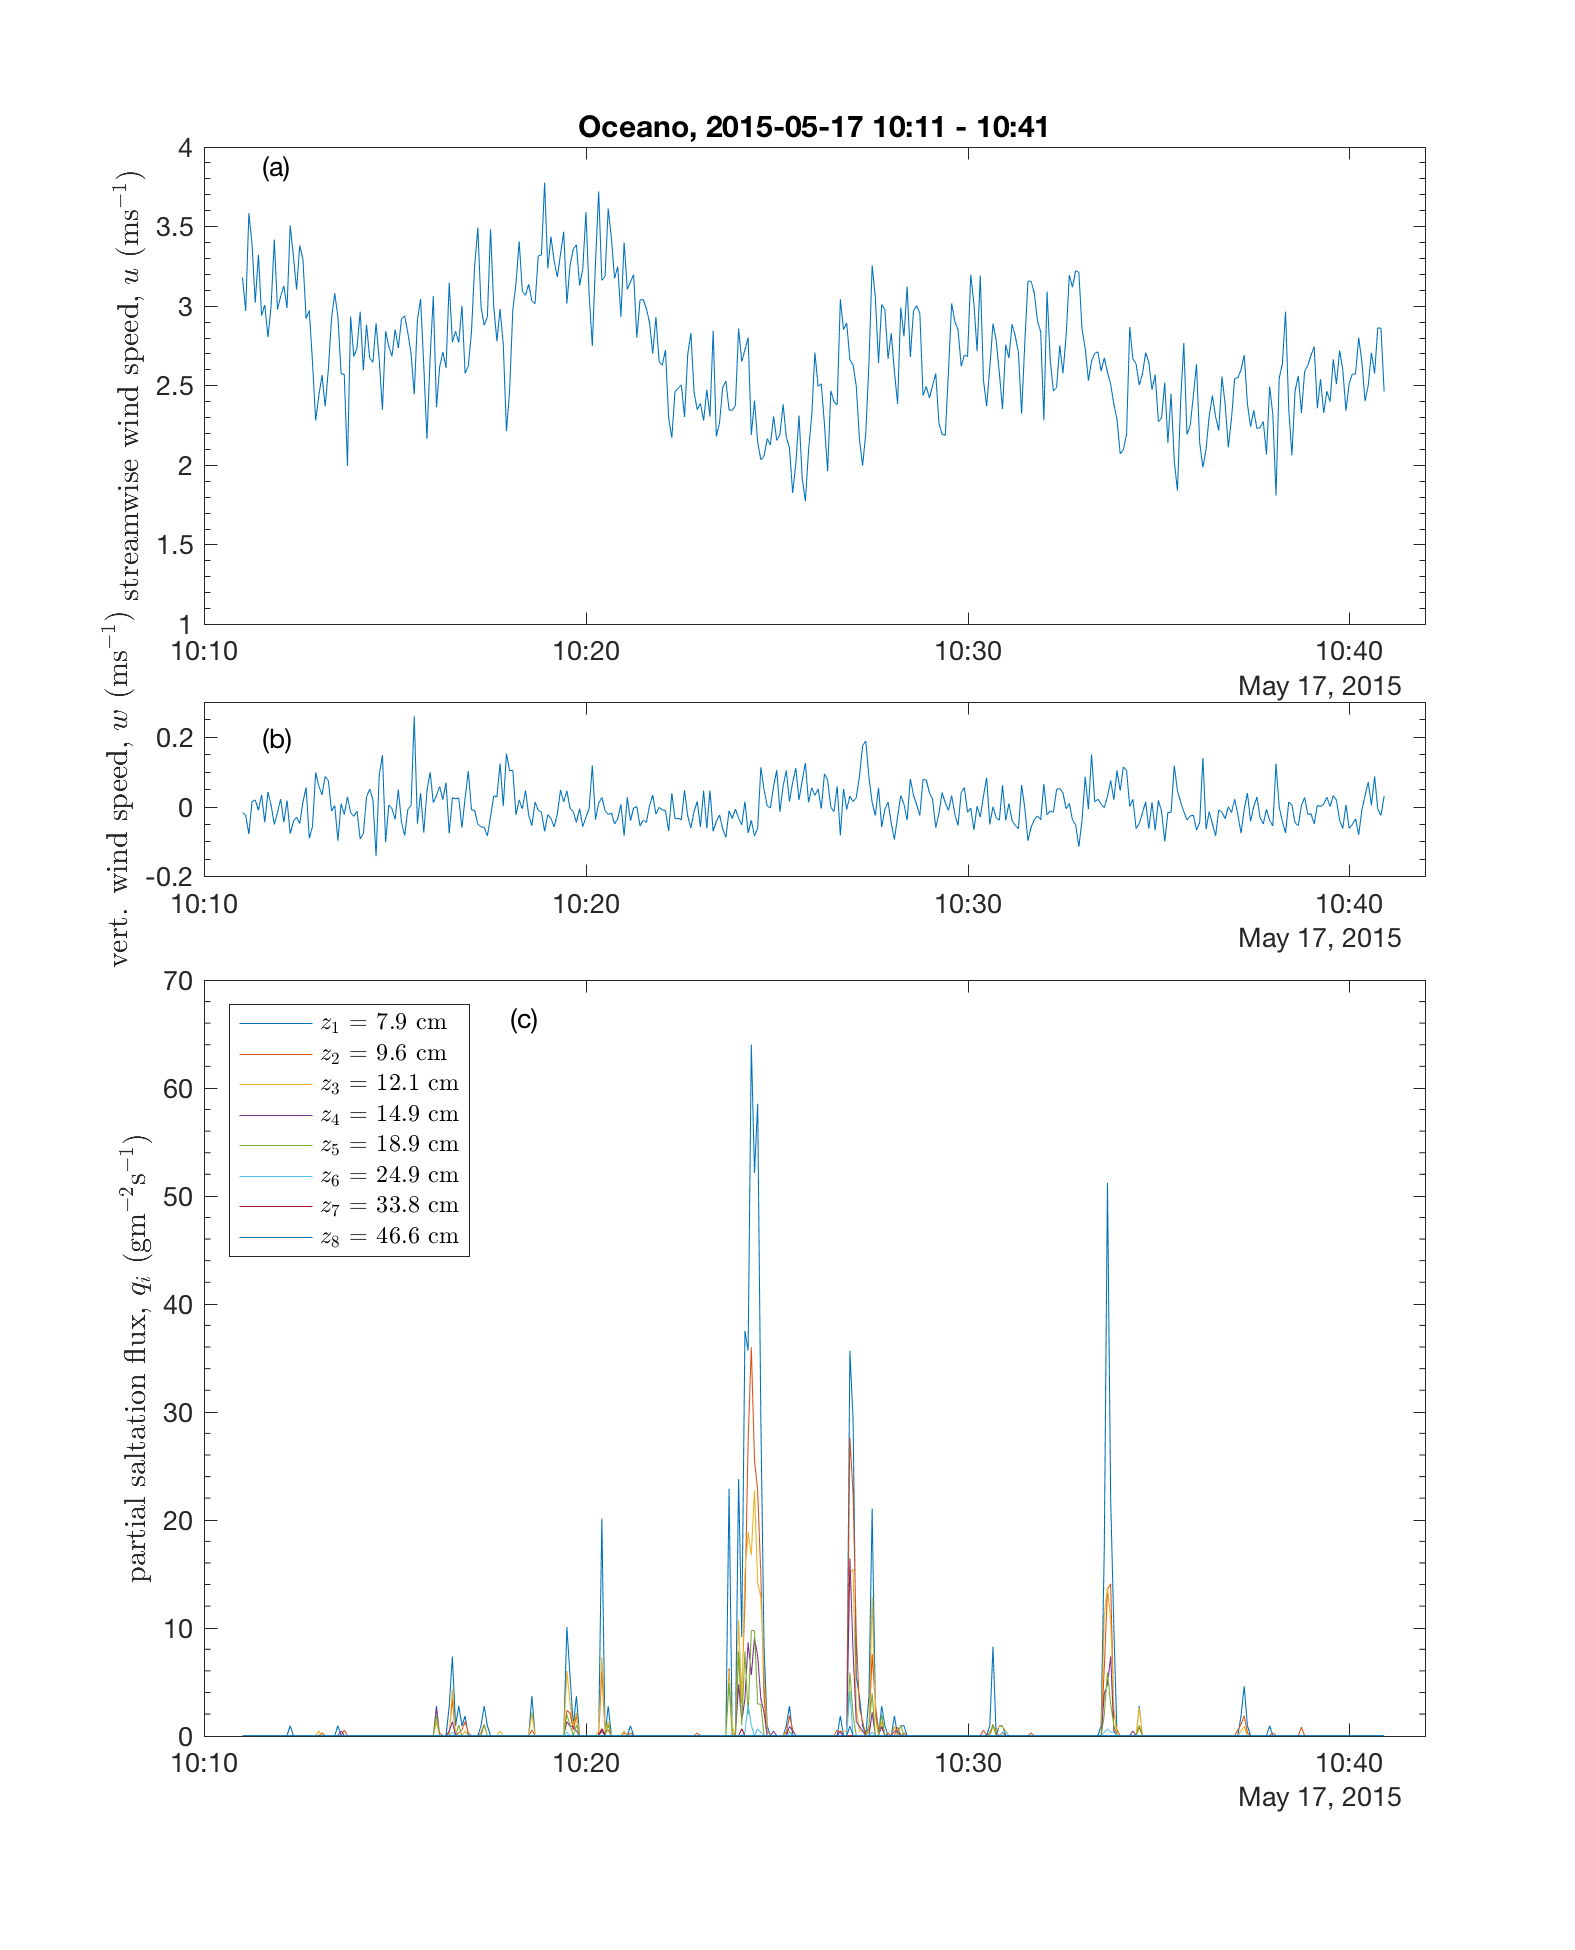 Oceano, 2015-05-17 10:11 - 10:41
(a)
streamwise wind speed, u (ms⁻¹)
4
3.5
3
2.5
2
1.5
1
10:10 10:20 10:30 10:40
May 17, 2015
(b)
vert. wind speed, w (ms⁻¹)
0.2
0
-0.2
10:10 10:20 10:30 10:40
May 17, 2015
(c)
partial saltation flux, qᵢ (gm⁻²s⁻¹)
70
60
50
40
30
20
10
0
z₁ = 7.9 cm
z₂ = 9.6 cm
z₃ = 12.1 cm
z₄ = 14.9 cm
z₅ = 18.9 cm
z₆ = 24.9 cm
z₇ = 33.8 cm
z₈ = 46.6 cm
10:10 10:20 10:30 10:40
May 17, 2015